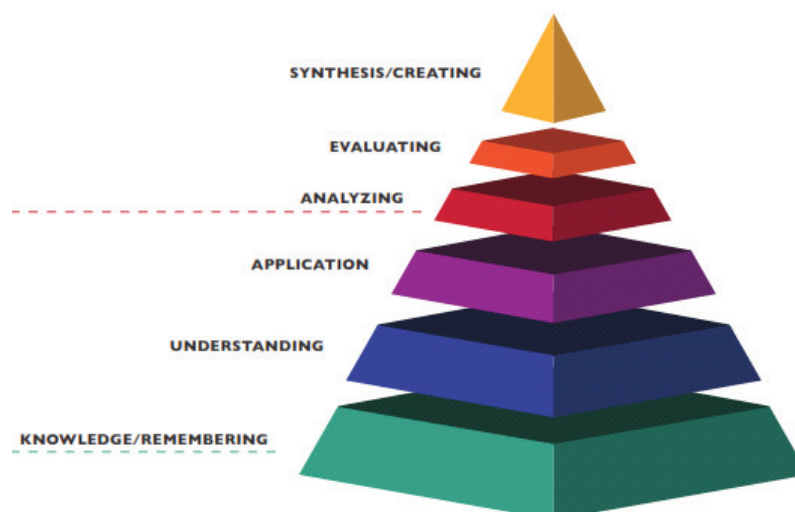 SYNTHESIS/CREATING
EVALUATING
ANALYZING
APPLICATION
UNDERSTANDING
KNOWLEDGE/REMEMBERING